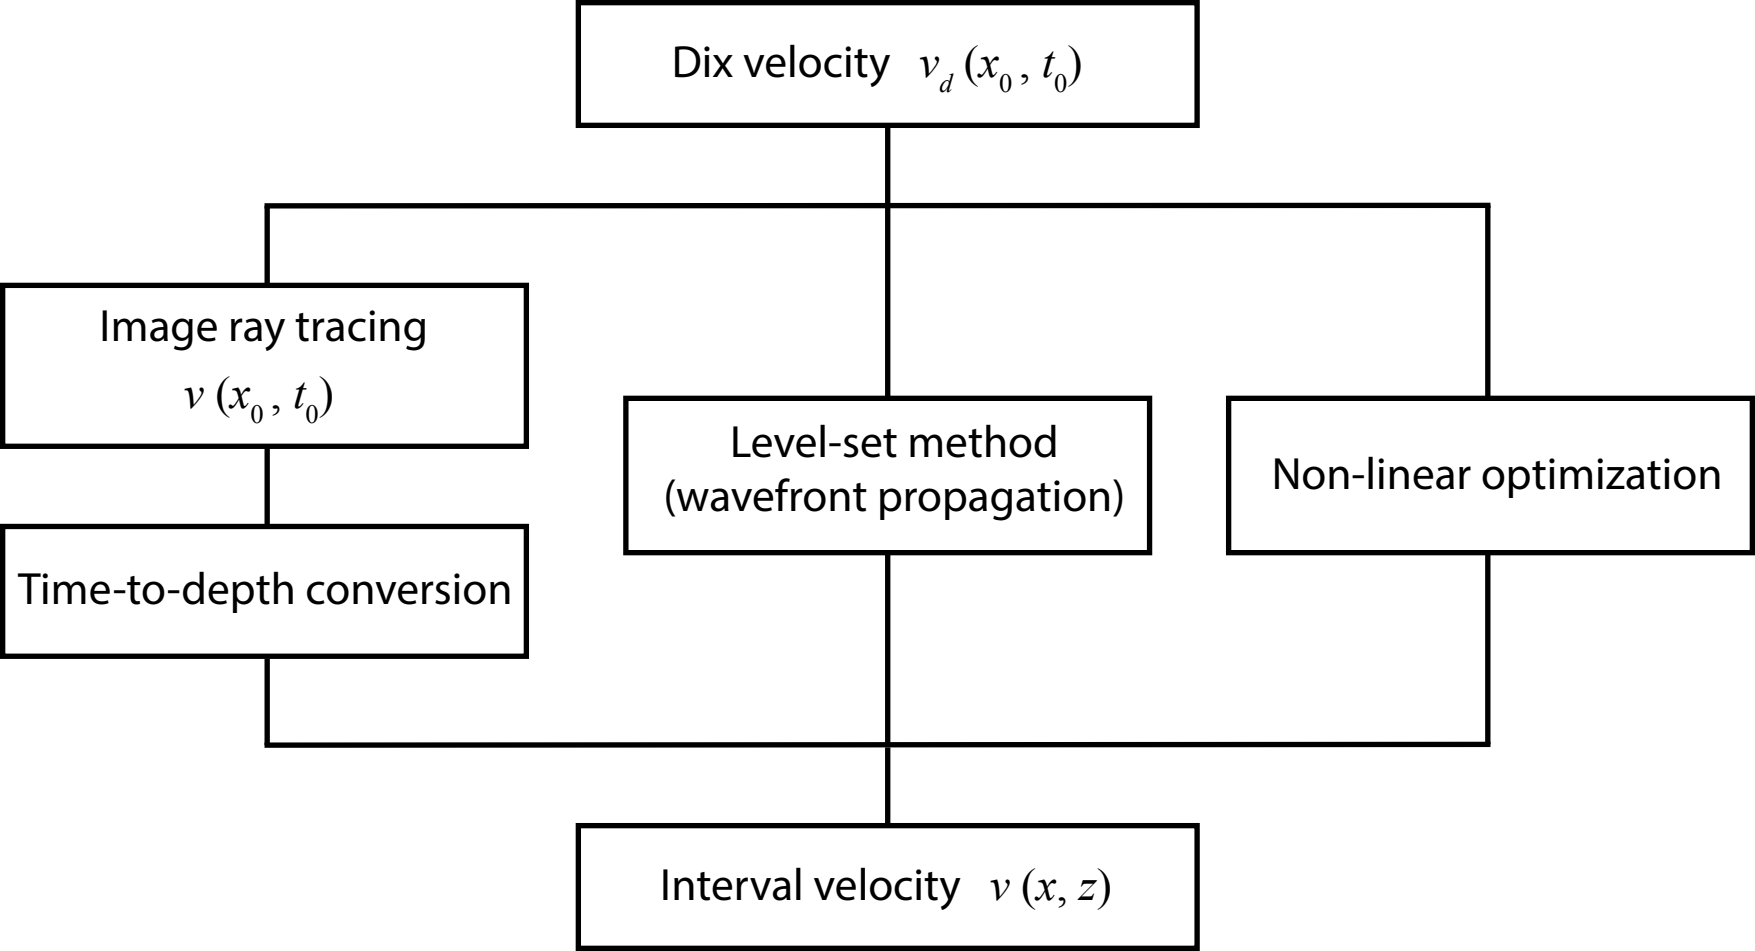 Dix velocity v_d (x_0, t_0)
Image ray tracing
v (x_0, t_0)
Level-set method
(wavefront propagation)
Non-linear optimization
Time-to-depth conversion
Interval velocity v (x, z)